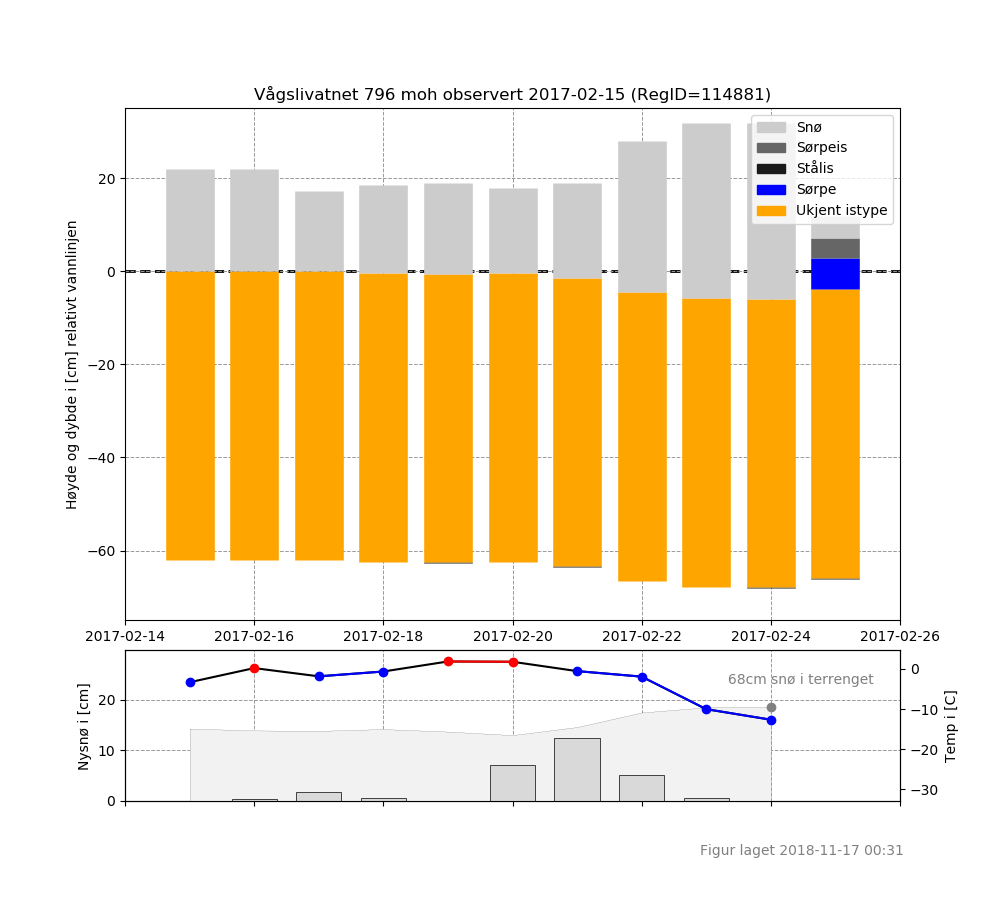 Vågslivatnet 796 moh observert 2017-02-15 (RegID=114881)
Høyde og dybde i [cm] relativt vannlinjen
20
0
−20
−40
−60
Snø
Sørpeis
Stålis
Sørpe
Ukjent istype
2017-02-14 2017-02-16 2017-02-18 2017-02-20 2017-02-22 2017-02-24 2017-02-26
Nysnø i [cm]
20
10
0
68cm snø i terrenget
0
−10
−20
−30
Temp i [C]
Figur laget 2018-11-17 00:31